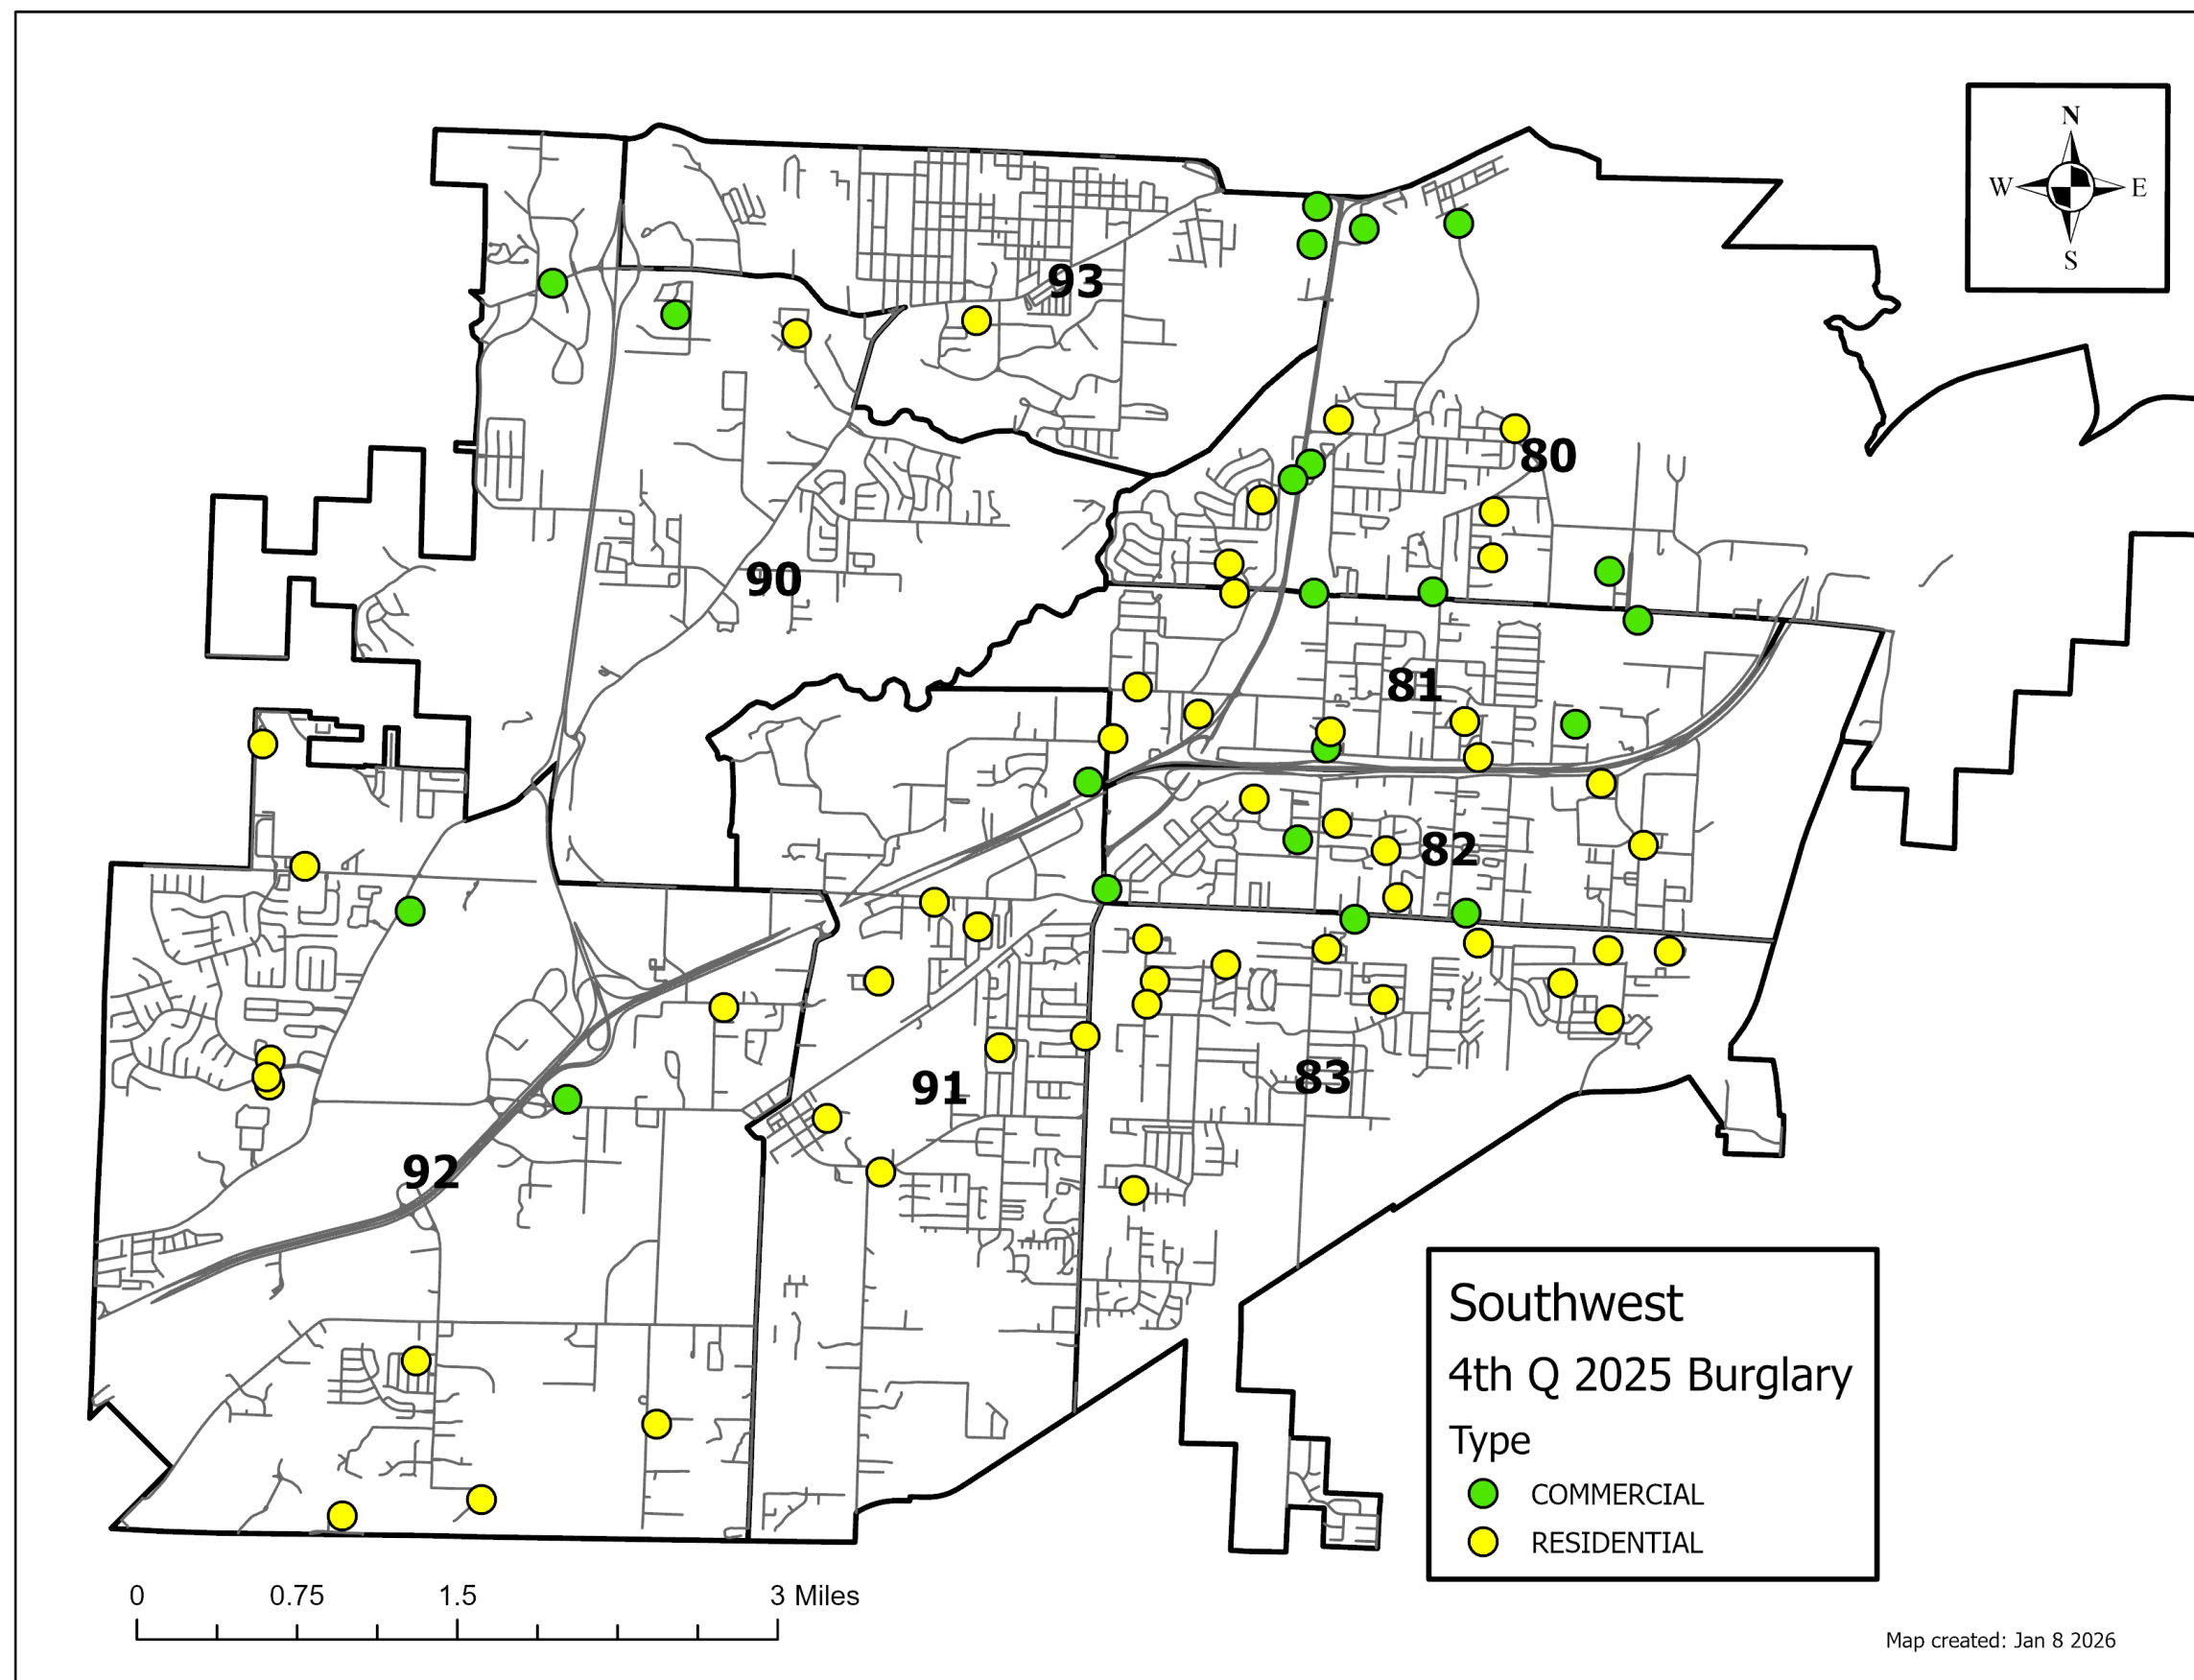 N
W E
S
93
80
90
81
82
91
83
92
Southwest
4th Q 2025 Burglary
Type
COMMERCIAL
RESIDENTIAL
0 0.75 1.5 3 Miles
Map created: Jan 8 2026